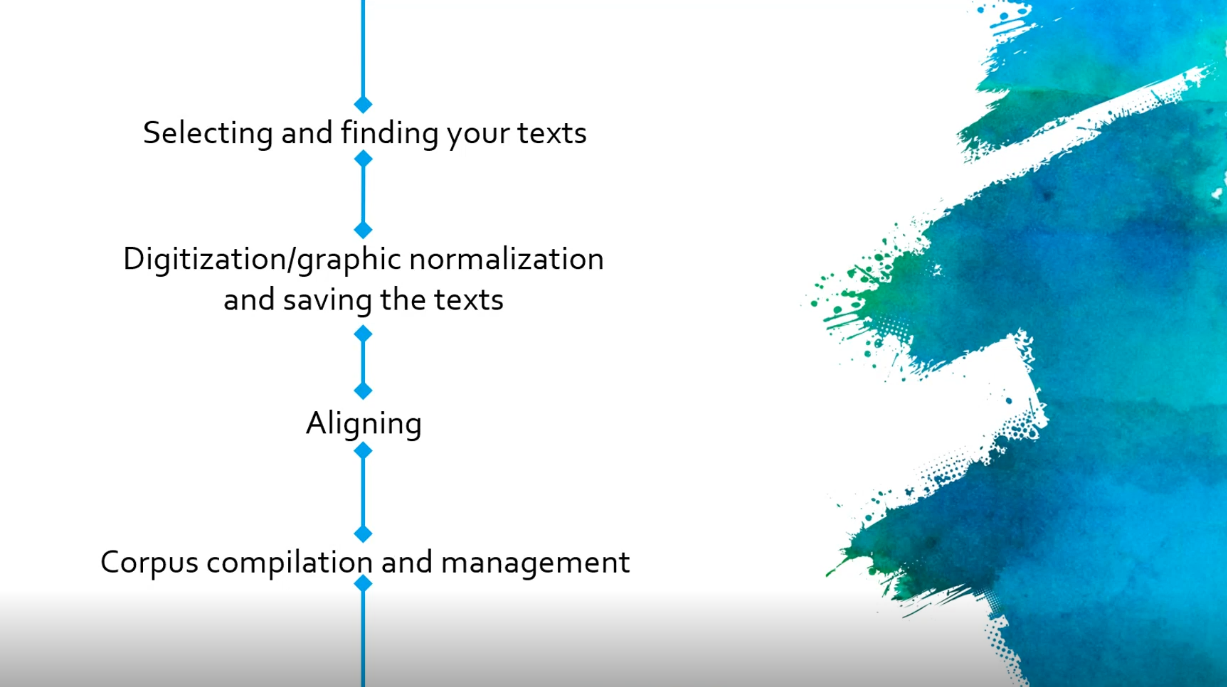 Selecting and finding your texts
Digitization/graphic normalization
and saving the texts
Aligning
Corpus compilation and management